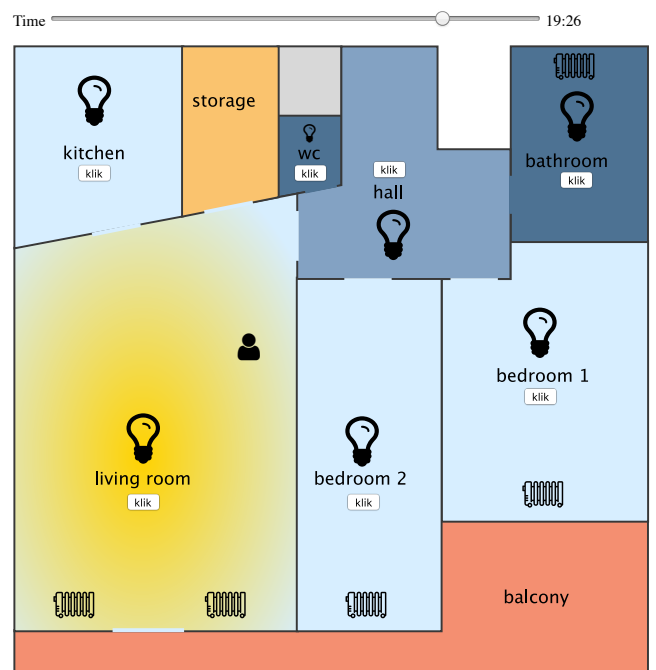 Time 19:26
storage
kitchen
klik
wc
klik
klik
hall
bathroom
klik
bedroom 1
klik
living room
klik
bedroom 2
klik
balcony